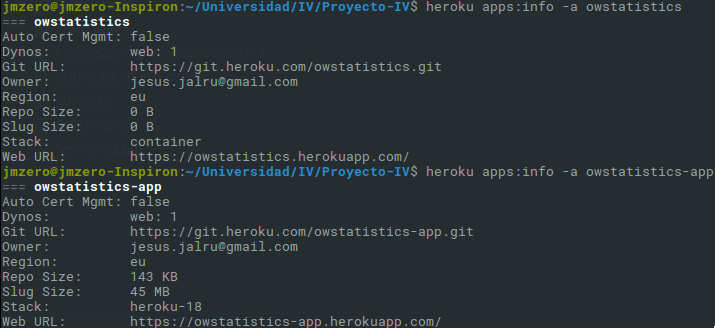 jmzero@jmzero-Inspiron:~/Universidad/IV/Proyecto-IV$ heroku apps:info -a owstatistics
=== owstatistics
Auto Cert Mgmt: false
Dynos:          web: 1
Git URL:        https://git.heroku.com/owstatistics.git
Owner:          jesus.jalru@gmail.com
Region:         eu
Repo Size:      0 B
Slug Size:      0 B
Stack:          container
Web URL:        https://owstatistics.herokuapp.com/
jmzero@jmzero-Inspiron:~/Universidad/IV/Proyecto-IV$ heroku apps:info -a owstatistics-app
=== owstatistics-app
Auto Cert Mgmt: false
Dynos:          web: 1
Git URL:        https://git.heroku.com/owstatistics-app.git
Owner:          jesus.jalru@gmail.com
Region:         eu
Repo Size:      143 KB
Slug Size:      45 MB
Stack:          heroku-18
Web URL:        https://owstatistics-app.herokuapp.com/